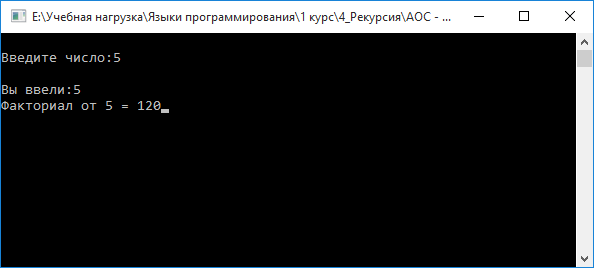 E:\Учебная нагрузка\Языки программирования\1 курс\4_Рекурсия\АОС - ...
Введите число:5
Вы ввели:5
Факториал от 5 = 120